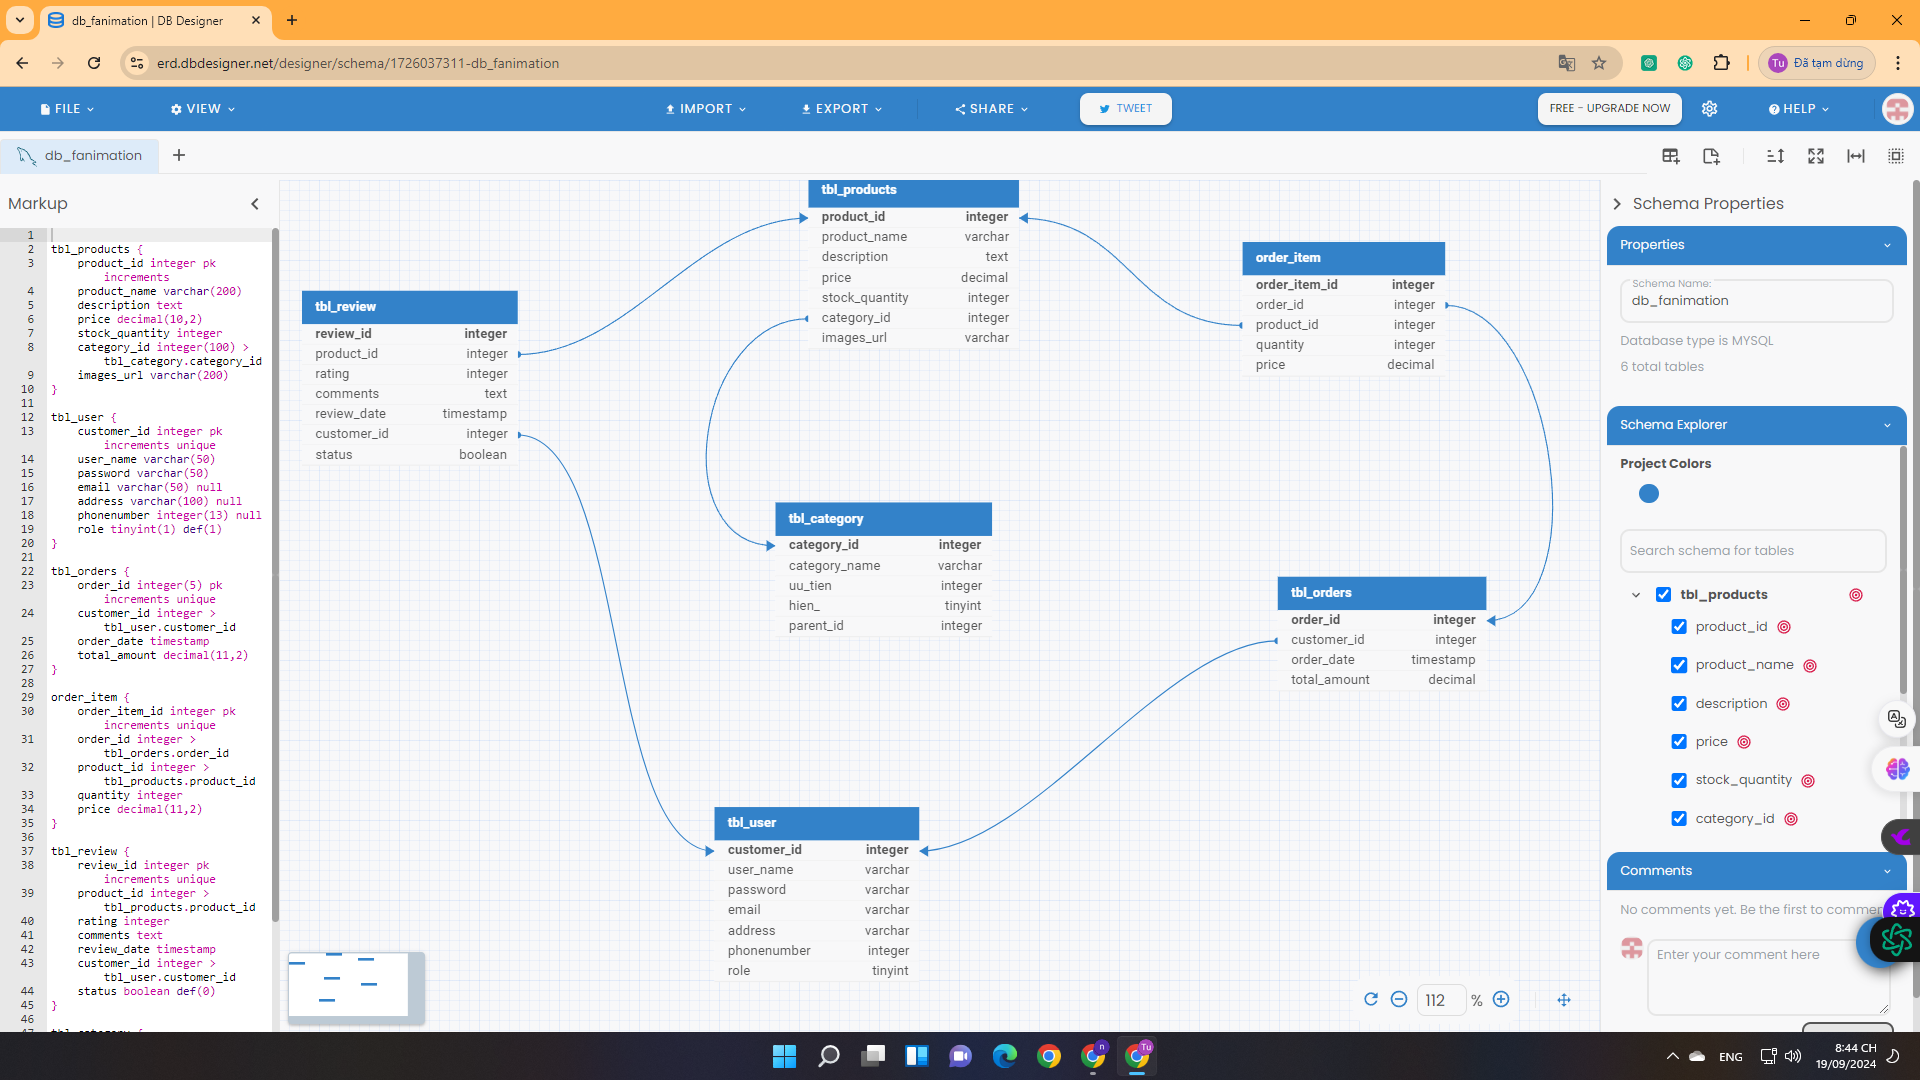 db_fanimation | DB Designer
erd.dbdesigner.net/designer/schema/1726037311-db_fanimation
Tu
Đã tạm dừng
FILE
VIEW
IMPORT
EXPORT
SHARE
TWEET
FREE - UPGRADE NOW
HELP
db_fanimation
Markup
1
2 tbl_products {
3 product_id integer pk
increments
4 product_name varchar(200)
5 description text
6 price decimal(10,2)
7 stock_quantity integer
8 category_id integer(100) >
tbl_category.category_id
9 images_url varchar(200)
10 }
11
12 tbl_user {
13 customer_id integer pk
increments unique
14 user_name varchar(50)
15 password varchar(50)
16 email varchar(50) null
17 address varchar(100) null
18 phonenumber integer(13) null
19 role tinyint(1) def(1)
20 }
21
22 tbl_orders {
23 order_id integer(5) pk
increments unique
24 customer_id integer >
tbl_user.customer_id
25 order_date timestamp
26 total_amount decimal(11,2)
27 }
28
29 order_item {
30 order_item_id integer pk
increments unique
31 order_id integer >
tbl_orders.order_id
32 product_id integer >
tbl_products.product_id
33 quantity integer
34 price decimal(11,2)
35 }
36
37 tbl_review {
38 review_id integer pk
increments unique
39 product_id integer >
tbl_products.product_id
40 rating integer
41 comments text
42 review_date timestamp
43 customer_id integer >
tbl_user.customer_id
44 status boolean def(0)
45 }
46
47 tbl_category {
tbl_review
review_id integer
product_id integer
rating integer
comments text
review_date timestamp
customer_id integer
status boolean
tbl_products
product_id integer
product_name varchar
description text
price decimal
stock_quantity integer
category_id integer
images_url varchar
order_item
order_item_id integer
order_id integer
product_id integer
quantity integer
price decimal
tbl_category
category_id integer
category_name varchar
uu_tien integer
hien_ tinyint
parent_id integer
tbl_orders
order_id integer
customer_id integer
order_date timestamp
total_amount decimal
tbl_user
customer_id integer
user_name varchar
password varchar
email varchar
address varchar
phonenumber integer
role tinyint
112 %
Schema Properties
Properties
Schema Name:
db_fanimation
Database type is MYSQL
6 total tables
Schema Explorer
Project Colors
Search schema for tables
tbl_products
product_id
product_name
description
price
stock_quantity
category_id
Comments
No comments yet. Be the first to commen
Enter your comment here
n
Tu
ENG
8:44 CH
19/09/2024